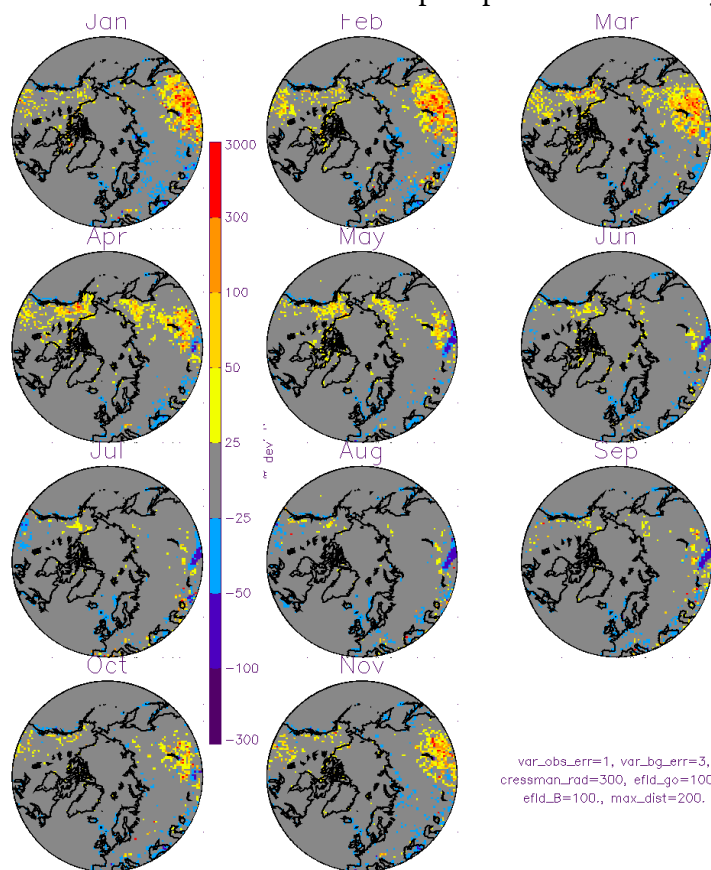 Jan Feb Mar
3000
300
100
Apr May Jun
50
25
Jul Aug Sep
-25
-50
-100
Oct Nov
-300
var_obs_err=1, var_bg_err=3,
cressman_rad=300, efld_go=100
efld_B=100., max_dist=200.